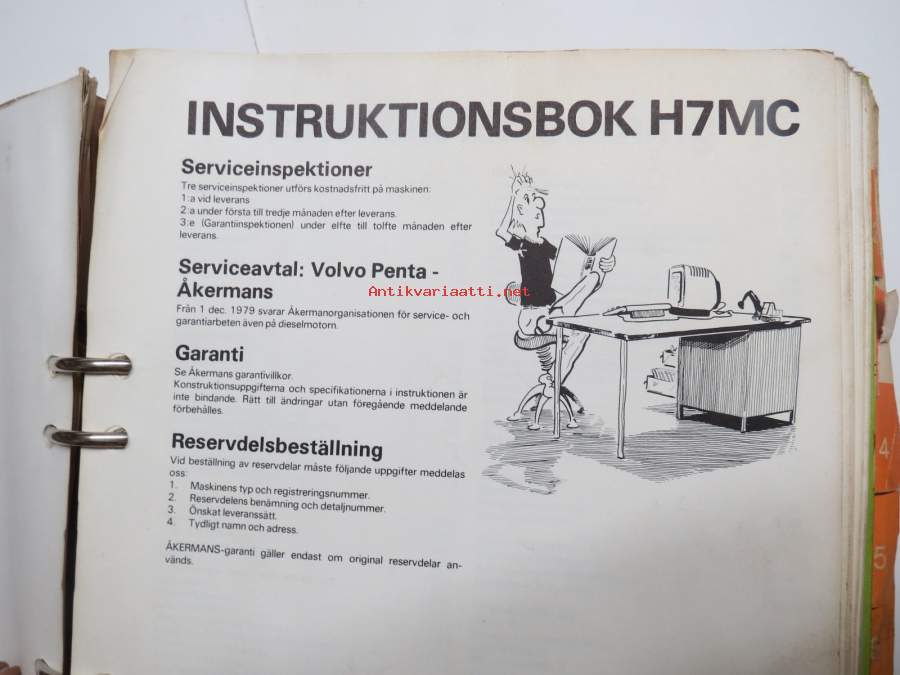 INSTRUKTIONSBOK H7MC
Serviceinspektioner
Tre serviceinspektioner utförs kostnadsfritt på maskinen:
1:a vid leverans
2:a under första till tredje månaden efter leverans.
3:e (Garantiinspektionen) under elfte till tolfte månaden efter
leverans.
Serviceavtal: Volvo Penta -
Åkermans
Från 1 dec. 1979 svarar Åkermanorganisationen för service- och
garantiarbeten även på dieselmotorn.
Garanti
Se Åkermans garantivillkor.
Konstruktionsuppgifterna och specifikationerna i instruktionen är
inte bindande. Rätt till ändringar utan föregående meddelande
förbehålles.
Reservdelsbeställning
Vid beställning av reservdelar måste följande uppgifter meddelas
oss:
1. Maskinens typ och registreringsnummer.
2. Reservdelens benämning och detaljnummer.
3. Önskat leveranssätt.
4. Tydligt namn och adress.
ÅKERMANS-garanti gäller endast om original reservdelar an-
vänds.
Antikvariaatti.net
4
5